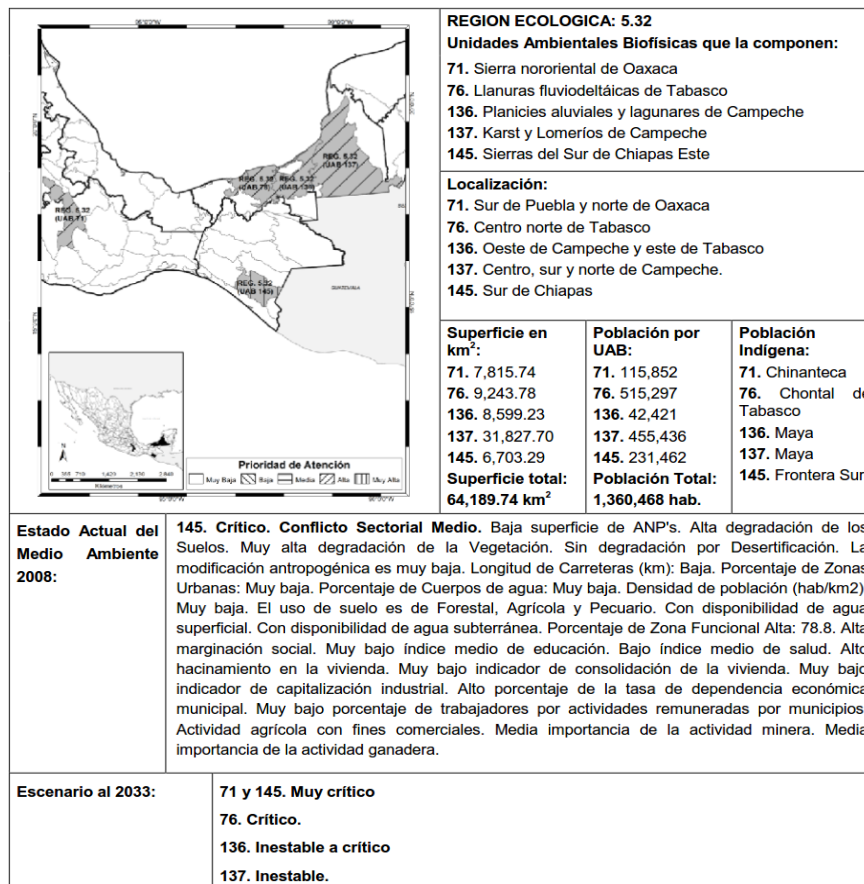 REGION ECOLOGICA: 5.32
Unidades Ambientales Biofísicas que la componen:
71. Sierra nororiental de Oaxaca
76. Llanuras fluviodeltáicas de Tabasco
136. Planicies aluviales y lagunares de Campeche
137. Karst y Lomeríos de Campeche
145. Sierras del Sur de Chiapas Este
Localización:
71. Sur de Puebla y norte de Oaxaca
76. Centro norte de Tabasco
136. Oeste de Campeche y este de Tabasco
137. Centro, sur y norte de Campeche.
145. Sur de Chiapas
REG. 5.32
(UAB 137)
REG. 5.32
(UAB 76)
REG. 5.32
(UAB 136)
REG. 5.32
(UAB 71)
REG. 5.32
(UAB 145)
GUATEMALA
N
Kilómetros
Prioridad de Atención
Muy Baja
Baja
Media
Alta
Muy Alta
Superficie en
km²:
71. 7,815.74
76. 9,243.78
136. 8,599.23
137. 31,827.70
145. 6,703.29
Superficie total:
64,189.74 km²
Población por
UAB:
71. 115,852
76. 515,297
136. 42,421
137. 455,436
145. 231,462
Población Total:
1,360,468 hab.
Población
Indígena:
71. Chinanteca
76. Chontal de
Tabasco
136. Maya
137. Maya
145. Frontera Sur
Estado Actual del
Medio Ambiente
2008:
145. Crítico. Conflicto Sectorial Medio. Baja superficie de ANP's. Alta degradación de los
Suelos. Muy alta degradación de la Vegetación. Sin degradación por Desertificación. La
modificación antropogénica es muy baja. Longitud de Carreteras (km): Baja. Porcentaje de Zonas
Urbanas: Muy baja. Porcentaje de Cuerpos de agua: Muy baja. Densidad de población (hab/km2)
Muy baja. El uso de suelo es de Forestal, Agrícola y Pecuario. Con disponibilidad de agua
superficial. Con disponibilidad de agua subterránea. Porcentaje de Zona Funcional Alta: 78.8. Alta
marginación social. Muy bajo índice medio de educación. Bajo índice medio de salud. Alto
hacinamiento en la vivienda. Muy bajo indicador de consolidación de la vivienda. Muy bajo
indicador de capitalización industrial. Alto porcentaje de la tasa de dependencia económica
municipal. Muy bajo porcentaje de trabajadores por actividades remuneradas por municipios
Actividad agrícola con fines comerciales. Media importancia de la actividad minera. Media
importancia de la actividad ganadera.
Escenario al 2033:
71 y 145. Muy crítico
76. Crítico.
136. Inestable a crítico
137. Inestable.